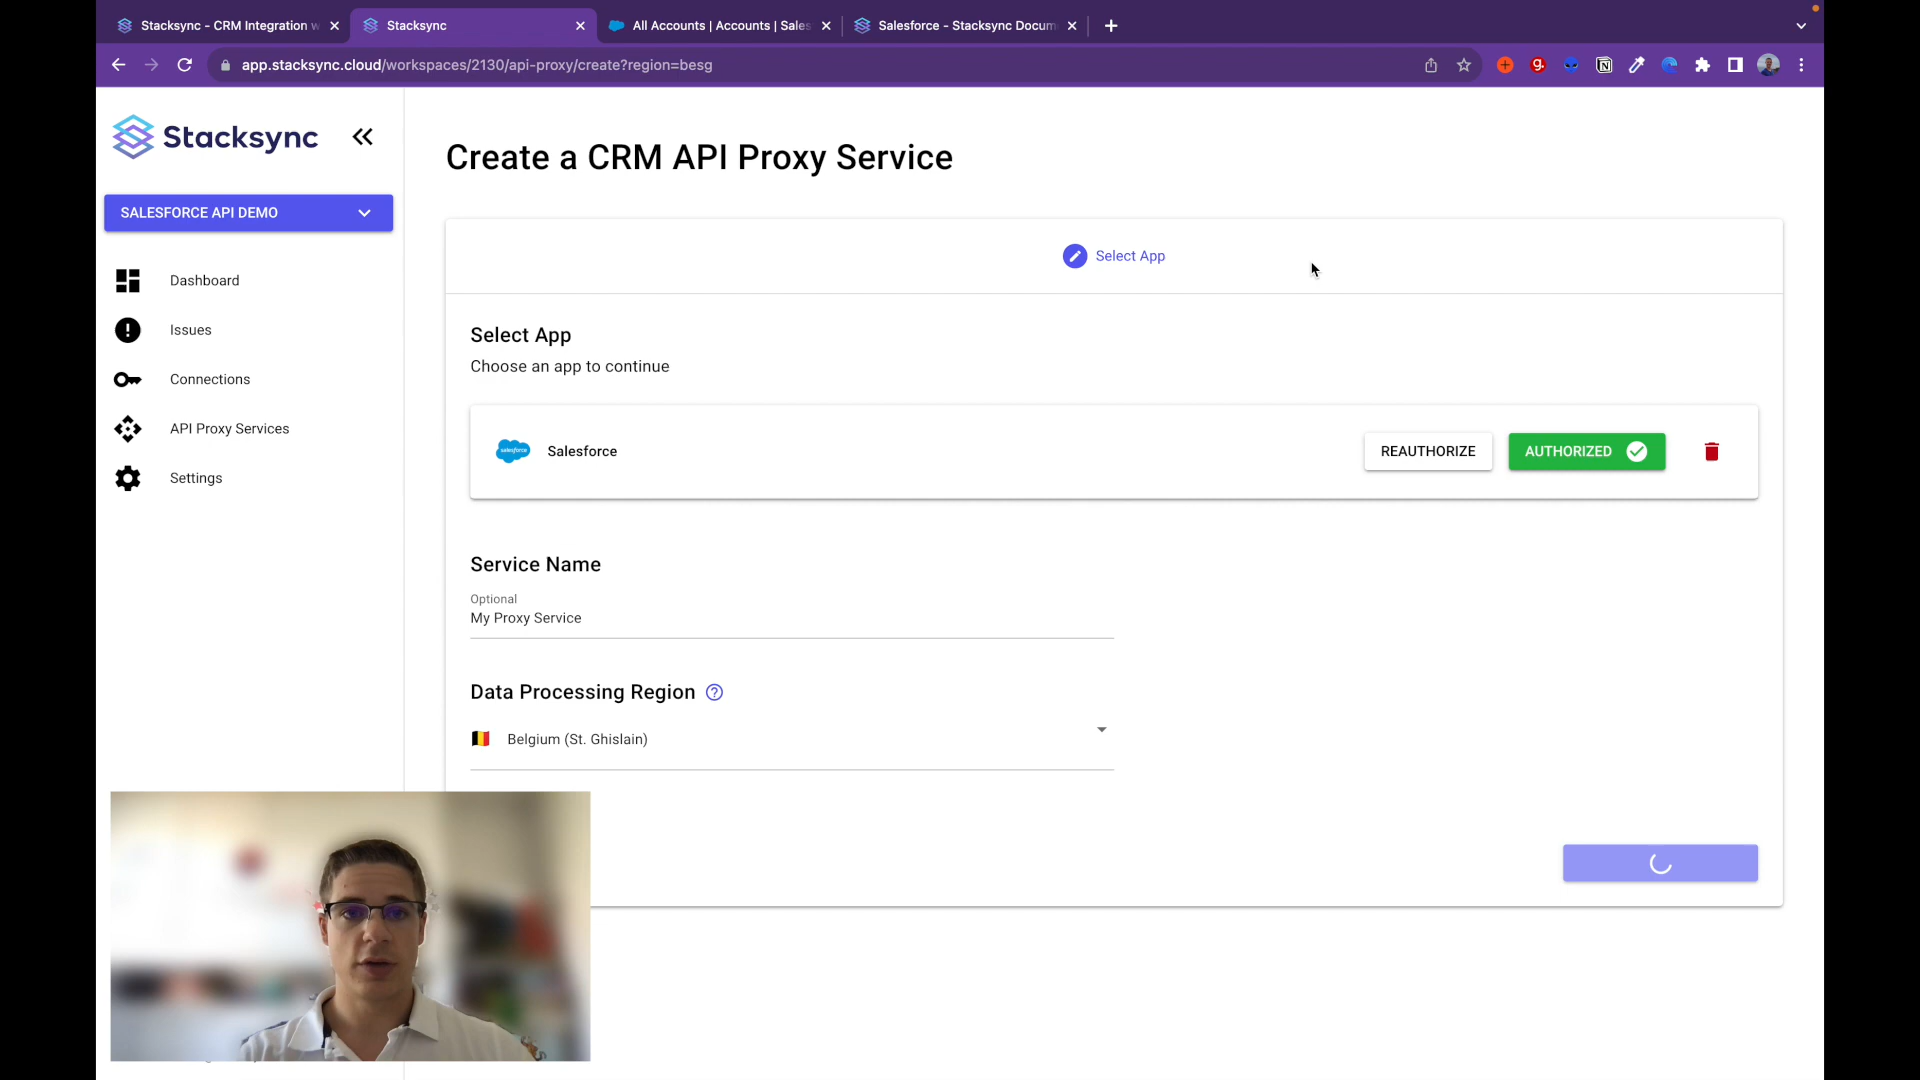 Stacksync - CRM Integration w
Stacksync
All Accounts | Accounts | Sales
Salesforce - Stacksync Docum
app.stacksync.cloud/workspaces/2130/api-proxy/create?region=besg
Stacksync
Create a CRM API Proxy Service
SALESFORCE API DEMO
Select App
Dashboard
Issues
Connections
API Proxy Services
Settings
Select App
Choose an app to continue
salesforce
Salesforce
REAUTHORIZE
AUTHORIZED
Service Name
Optional
My Proxy Service
Data Processing Region
Belgium (St. Ghislain)